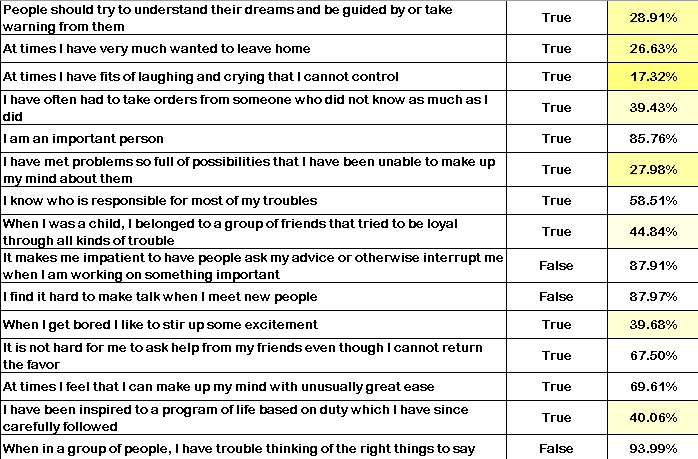 People should try to understand their dreams and be guided by or take
warning from them True 28.91%
At times I have very much wanted to leave home True 26.63%
At times I have fits of laughing and crying that I cannot control True 17.32%
I have often had to take orders from someone who did not know as much as I
did True 39.43%
I am an important person True 85.76%
I have met problems so full of possibilities that I have been unable to make up
my mind about them True 27.98%
I know who is responsible for most of my troubles True 58.51%
When I was a child, I belonged to a group of friends that tried to be loyal
through all kinds of trouble True 44.84%
It makes me impatient to have people ask my advice or otherwise interrupt me
when I am working on something important False 87.91%
I find it hard to make talk when I meet new people False 87.97%
When I get bored I like to stir up some excitement True 39.68%
It is not hard for me to ask help from my friends even though I cannot return
the favor True 67.50%
At times I feel that I can make up my mind with unusually great ease True 69.61%
I have been inspired to a program of life based on duty which I have since
carefully followed True 40.06%
When in a group of people, I have trouble thinking of the right things to say False 93.99%